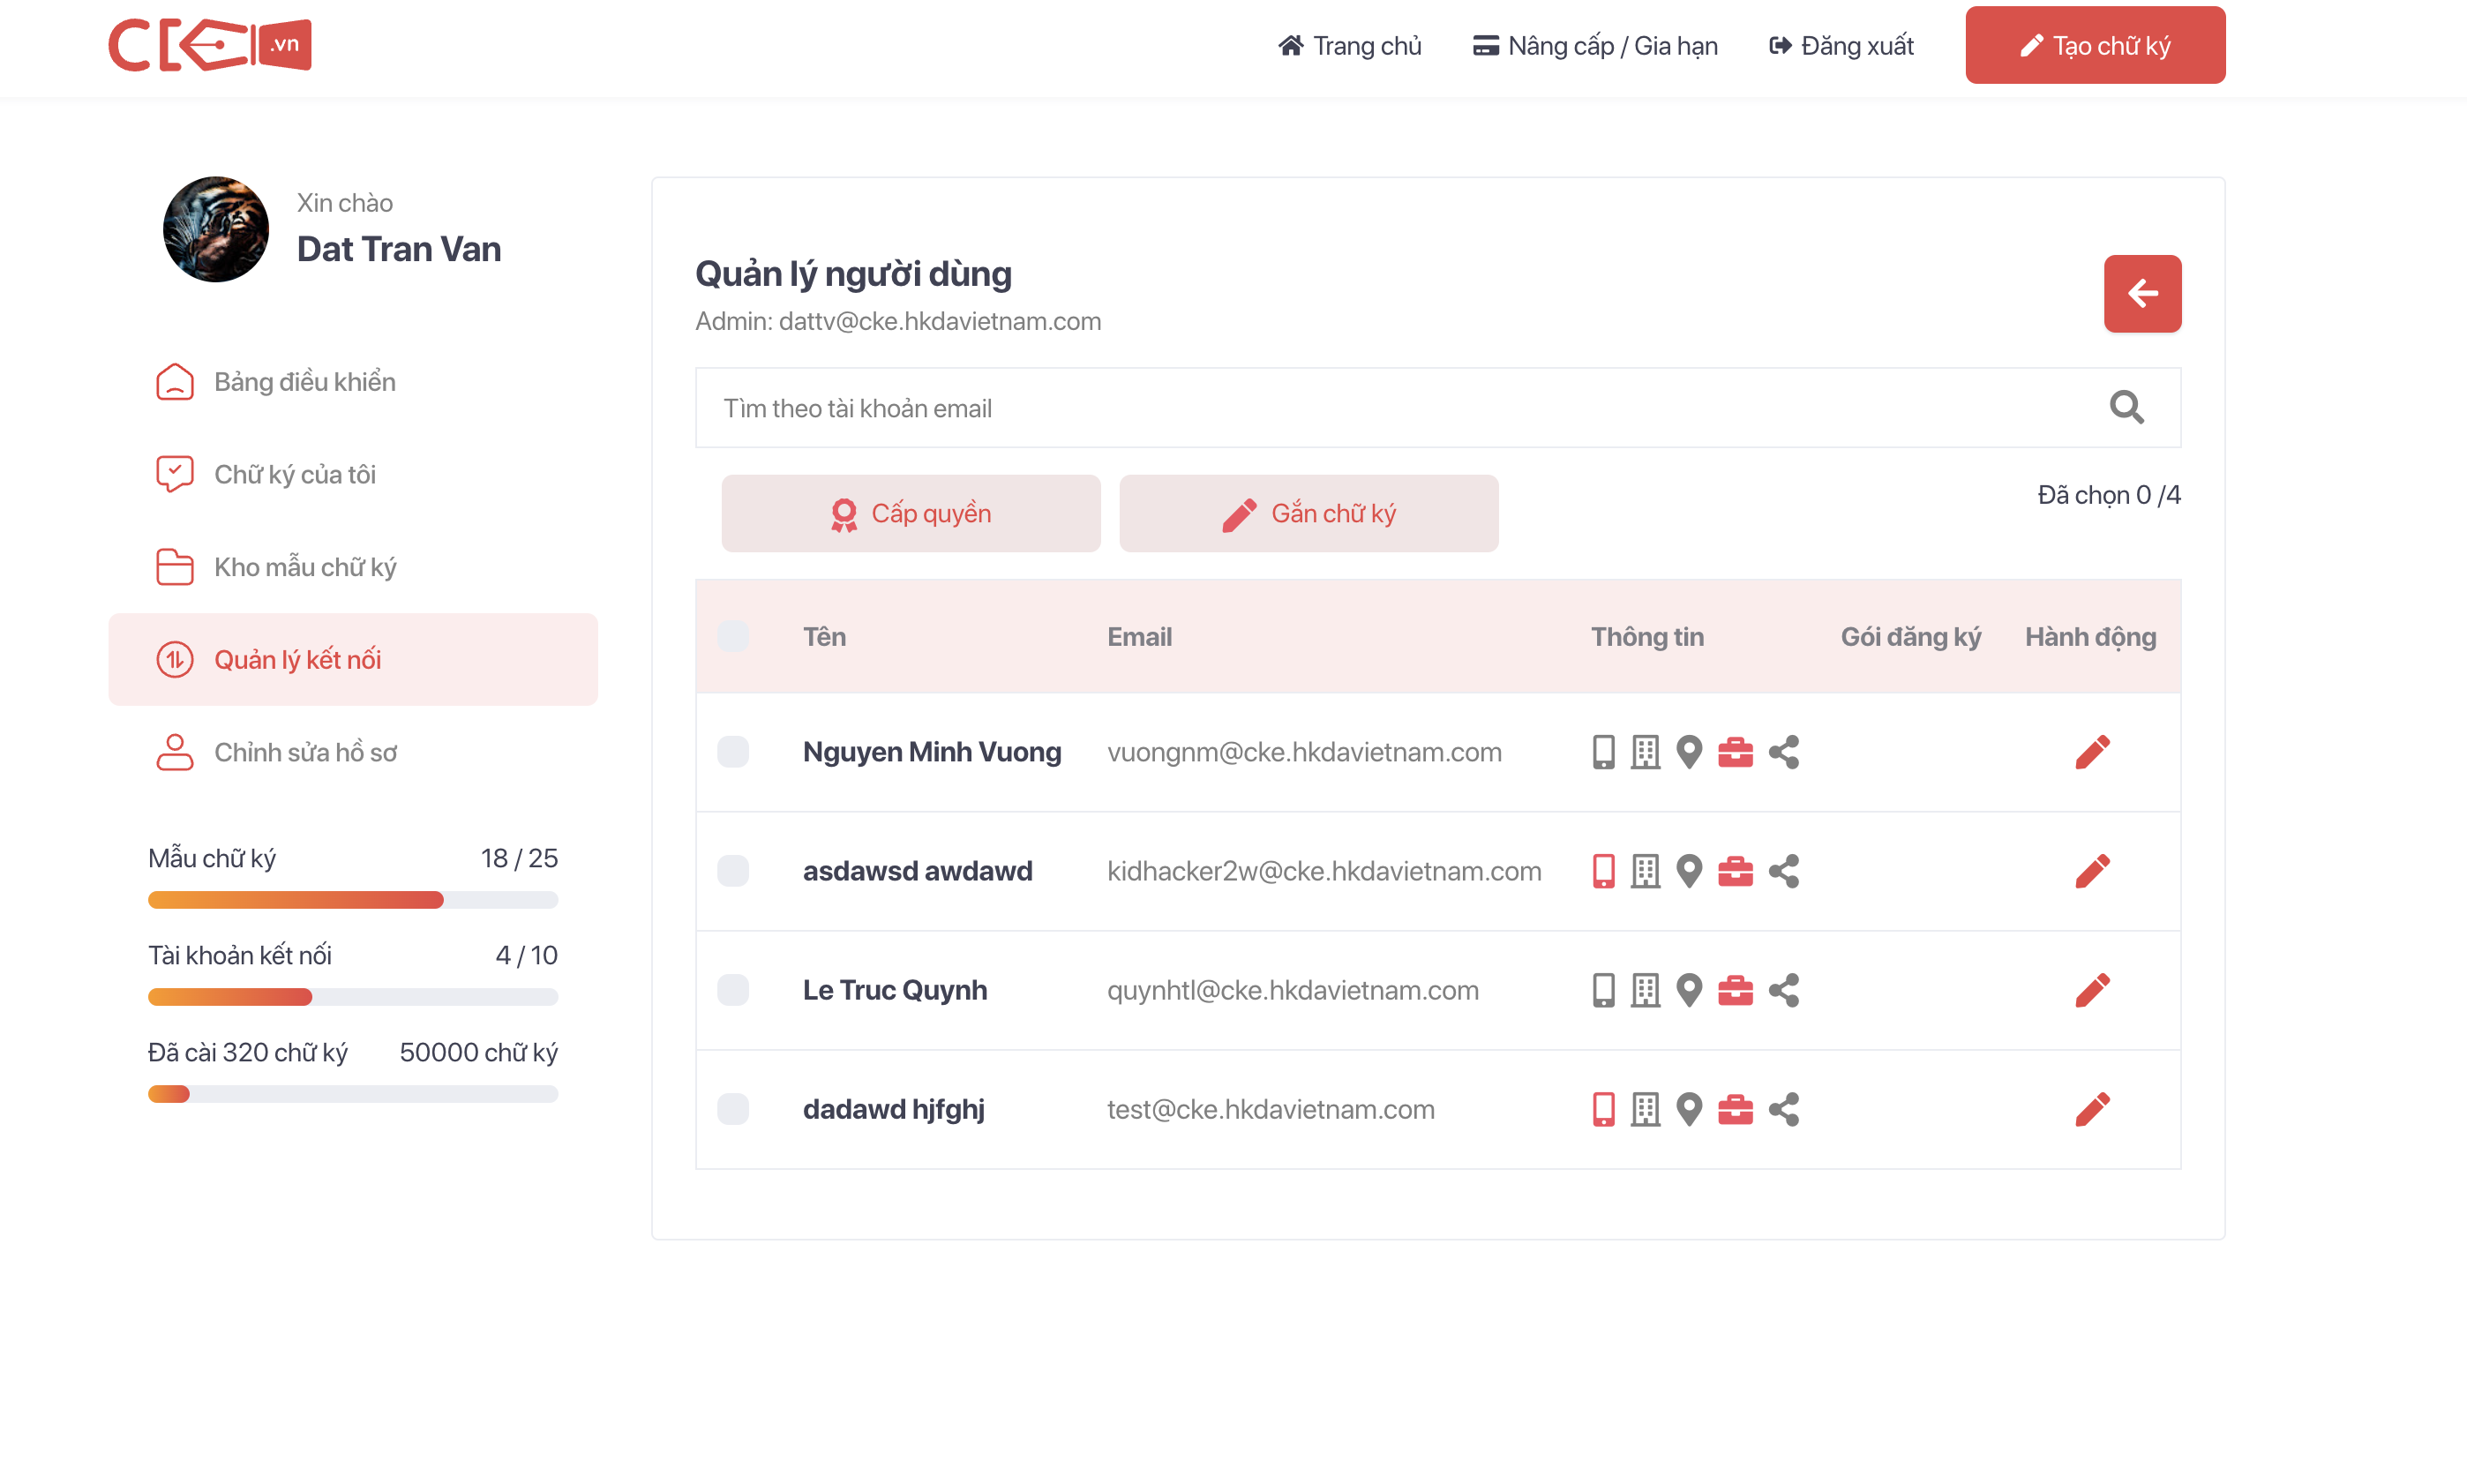 CKE .vn
Trang chủ
Nâng cấp / Gia hạn
Đăng xuất
Tạo chữ ký
Xin chào
Dat Tran Van
Bảng điều khiển
Chữ ký của tôi
Kho mẫu chữ ký
Quản lý kết nối
Chỉnh sửa hồ sơ
Mẫu chữ ký 18 / 25
Tài khoản kết nối 4 / 10
Đã cài 320 chữ ký 50000 chữ ký
Quản lý người dùng
Admin: dattv@cke.hkdavietnam.com
Tìm theo tài khoản email
Cấp quyền
Gắn chữ ký
Đã chọn 0 /4
Tên Email Thông tin Gói đăng ký Hành động
Nguyen Minh Vuong vuongnm@cke.hkdavietnam.com
asdawsd awdawd kidhacker2w@cke.hkdavietnam.com
Le Truc Quynh quynhtl@cke.hkdavietnam.com
dadawd hjfghj test@cke.hkdavietnam.com